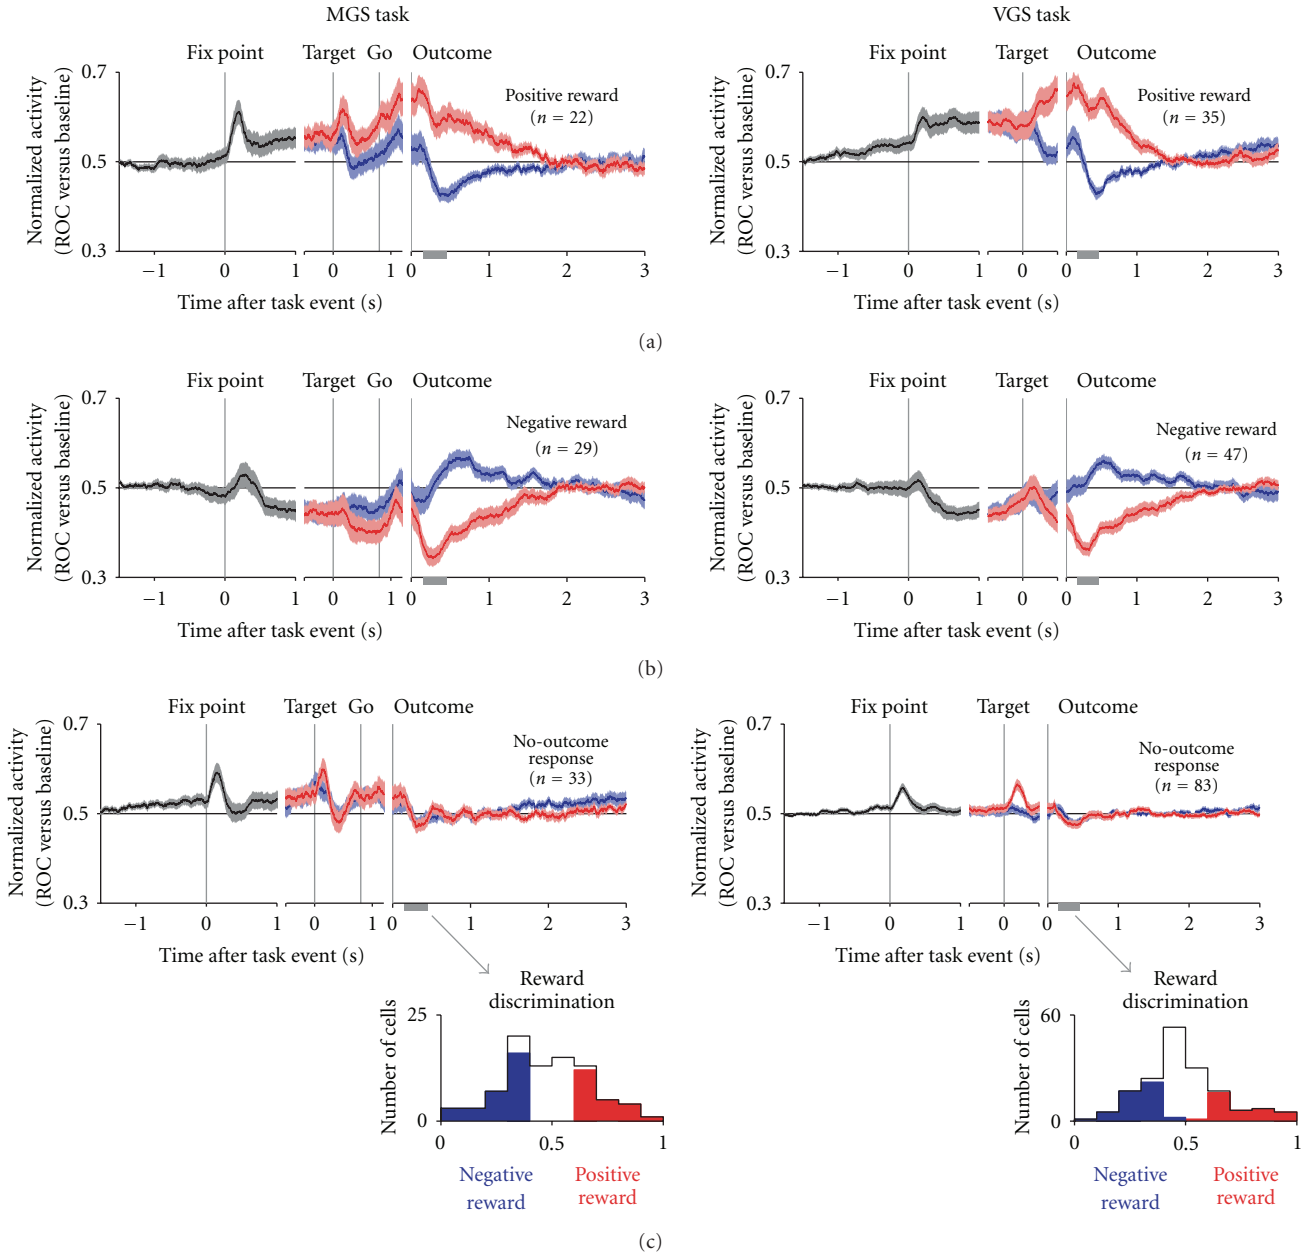 MGS task
VGS task
Fix point Target Go Outcome
Fix point Target Outcome
Normalized activity
(ROC versus baseline)
0.7
0.5
0.3
Positive reward
(n = 22)
−1 0 1 0 1 0 1 2 3
Time after task event (s)
Normalized activity
(ROC versus baseline)
0.7
0.5
0.3
Positive reward
(n = 35)
−1 0 1 0 0 1 2 3
Time after task event (s)
(a)
Fix point Target Go Outcome
Fix point Target Outcome
Normalized activity
(ROC versus baseline)
0.7
0.5
0.3
Negative reward
(n = 29)
−1 0 1 0 1 0 1 2 3
Time after task event (s)
Normalized activity
(ROC versus baseline)
0.7
0.5
0.3
Negative reward
(n = 47)
−1 0 1 0 0 1 2 3
Time after task event (s)
(b)
Fix point Target Go Outcome
Fix point Target Outcome
Normalized activity
(ROC versus baseline)
0.7
0.5
0.3
No-outcome
response
(n = 33)
−1 0 1 0 1 0 1 2 3
Time after task event (s)
Normalized activity
(ROC versus baseline)
0.7
0.5
0.3
No-outcome
response
(n = 83)
−1 0 1 0 0 1 2 3
Time after task event (s)
Reward
discrimination
Number of cells
25
0
0 0.5 1
Negative
reward
Positive
reward
Reward
discrimination
Number of cells
60
0
0 0.5 1
Negative
reward
Positive
reward
(c)